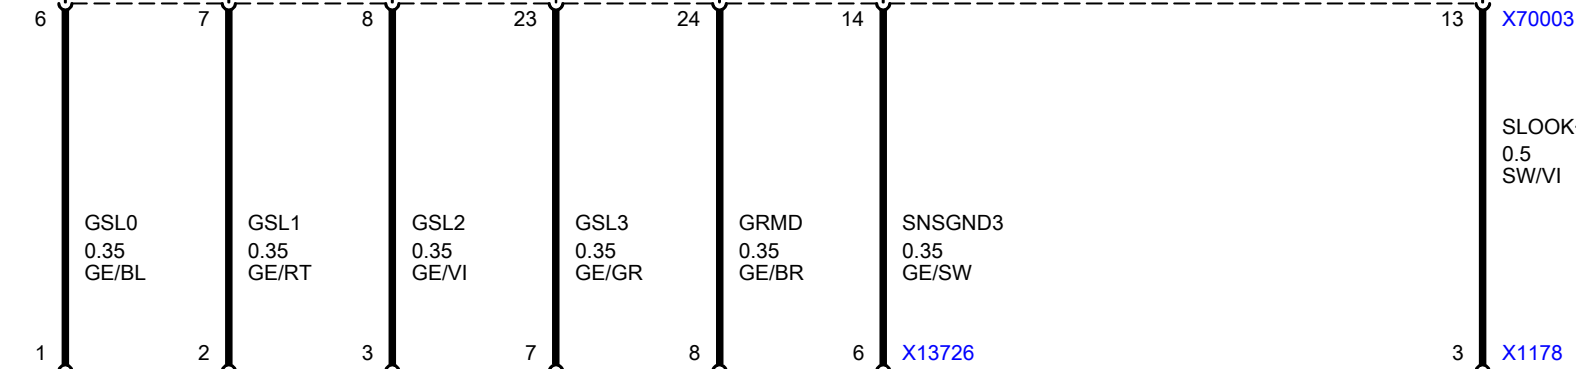 6 7 8 23 24 14 13 X70003
SLOOK
0.5
SW/VI
GSL0 GSL1 GSL2 GSL3 GRMD SNSGND3
0.35 0.35 0.35 0.35 0.35 0.35
GE/BL GE/RT GE/VI GE/GR GE/BR GE/SW
1 2 3 7 8 6 X13726 3 X1178